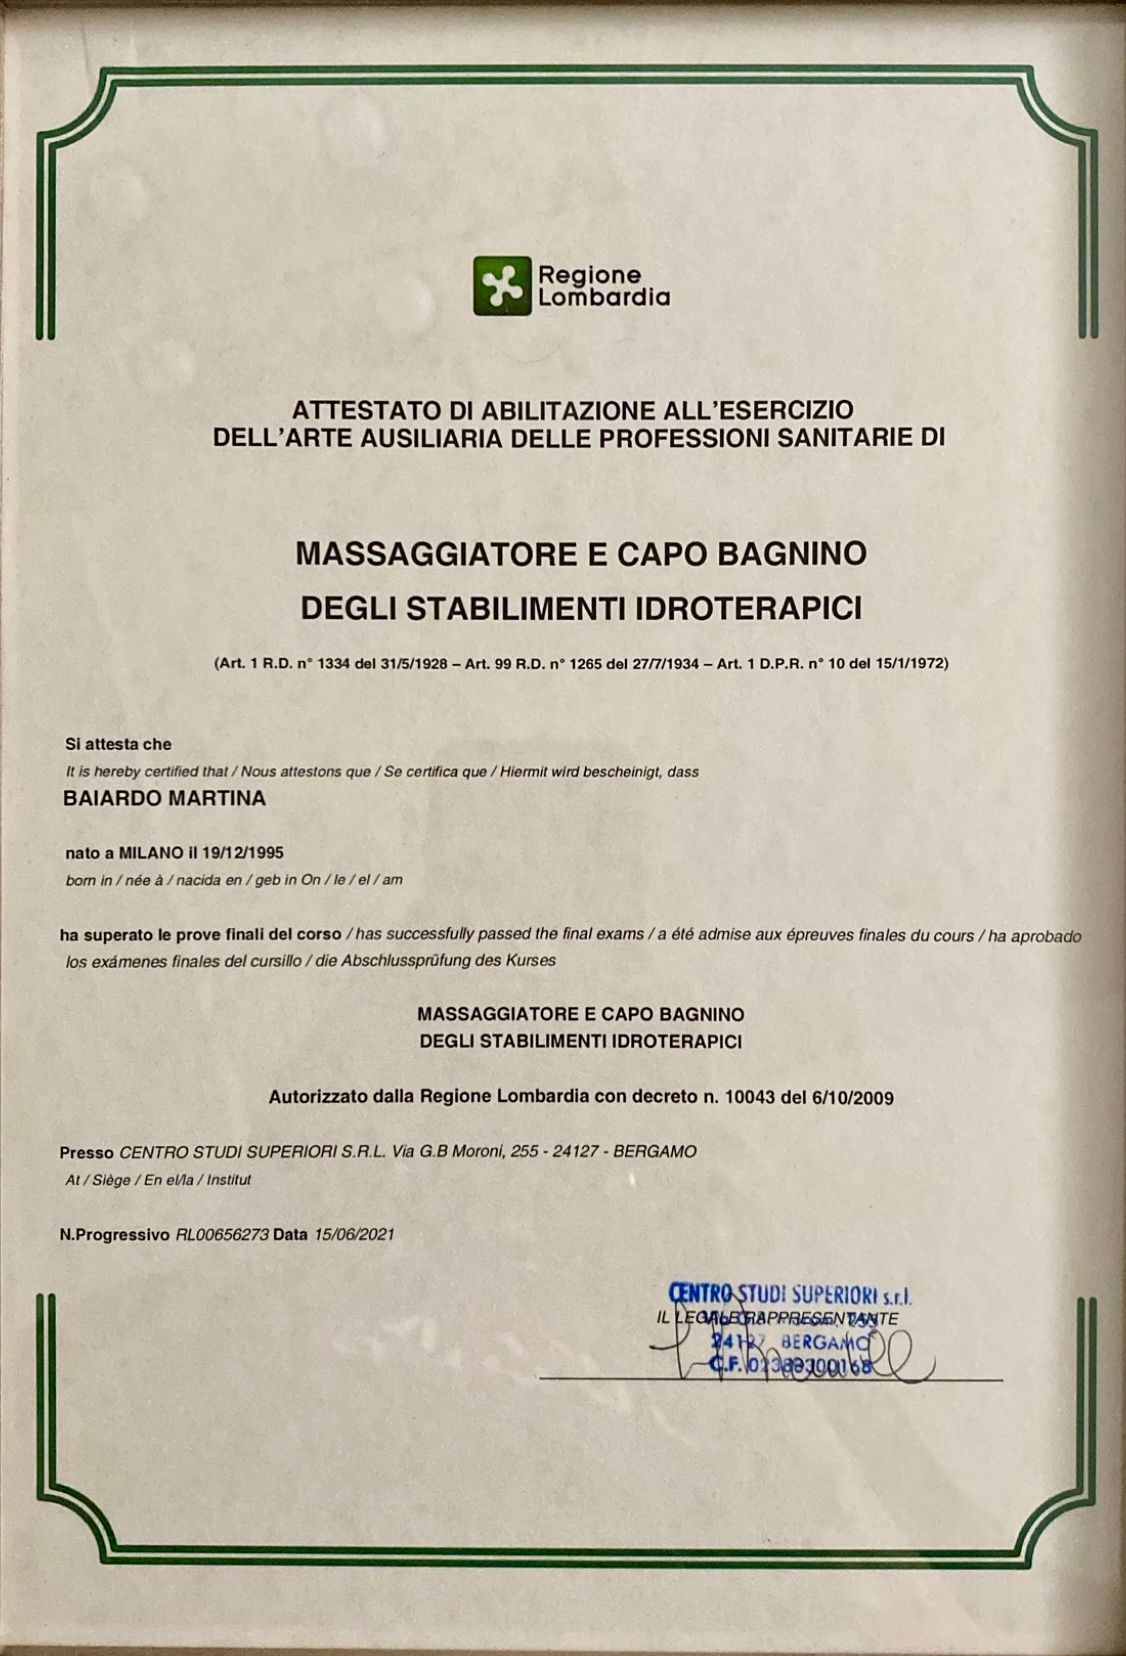 Regione
Lombardia
ATTESTATO DI ABILITAZIONE ALL'ESERCIZIO
DELL'ARTE AUSILIARIA DELLE PROFESSIONI SANITARIE DI
MASSAGGIATORE E CAPO BAGNINO
DEGLI STABILIMENTI IDROTERAPICI
(Art. 1 R.D. n° 1334 del 31/5/1928 – Art. 99 R.D. n° 1265 del 27/7/1934 – Art. 1 D.P.R. n° 10 del 15/1/1972)
Si attesta che
It is hereby certified that / Nous attestons que / Se certifica que / Hiermit wird bescheinigt, dass
BAIARDO MARTINA
nato a MILANO il 19/12/1995
born in / née à / nacida en / geb in On / le / el / am
ha superato le prove finali del corso / has successfully passed the final exams / a été admise aux épreuves finales du cours / ha aprobado
los exámenes finales del cursillo / die Abschlussprüfung des Kurses
MASSAGGIATORE E CAPO BAGNINO
DEGLI STABILIMENTI IDROTERAPICI
Autorizzato dalla Regione Lombardia con decreto n. 10043 del 6/10/2009
Presso CENTRO STUDI SUPERIORI S.R.L. Via G.B Moroni, 255 - 24127 - BERGAMO
At / Siège / En el/la / Institut
N.Progressivo RL00656273 Data 15/06/2021
CENTRO STUDI SUPERIORI s.r.l.
IL LEGALE RAPPRESENTANTE
24127 BERGAMO
C.F.